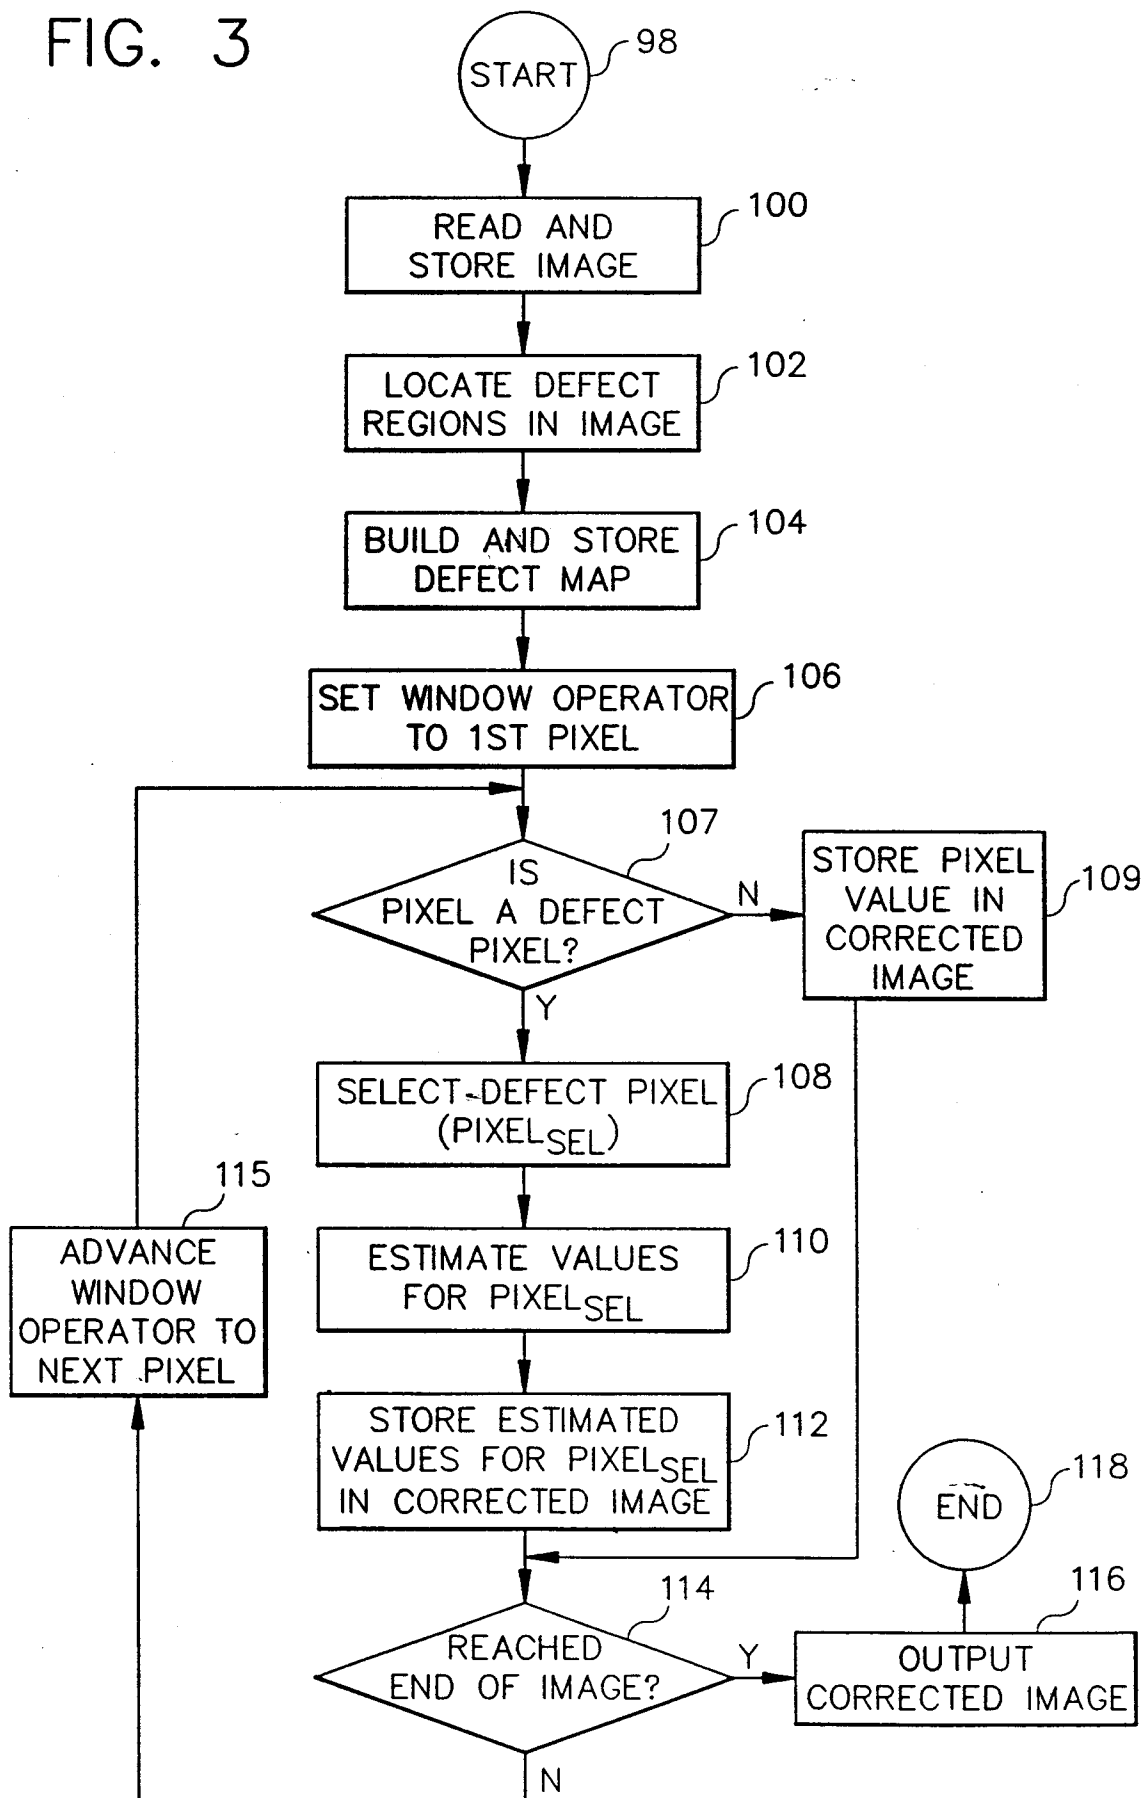 FIG. 3
START
98
READ AND
STORE IMAGE
100
LOCATE DEFECT
REGIONS IN IMAGE
102
BUILD AND STORE
DEFECT MAP
104
SET WINDOW OPERATOR
TO 1ST PIXEL
106
IS
PIXEL A DEFECT
PIXEL?
107
N
STORE PIXEL
VALUE IN
CORRECTED
IMAGE
109
Y
SELECT DEFECT PIXEL
(PIXELSEL)
108
115
ADVANCE
WINDOW
OPERATOR TO
NEXT PIXEL
ESTIMATE VALUES
FOR PIXELSEL
110
STORE ESTIMATED
VALUES FOR PIXELSEL
IN CORRECTED IMAGE
112
END
118
REACHED
END OF IMAGE?
114
Y
OUTPUT
CORRECTED IMAGE
116
N